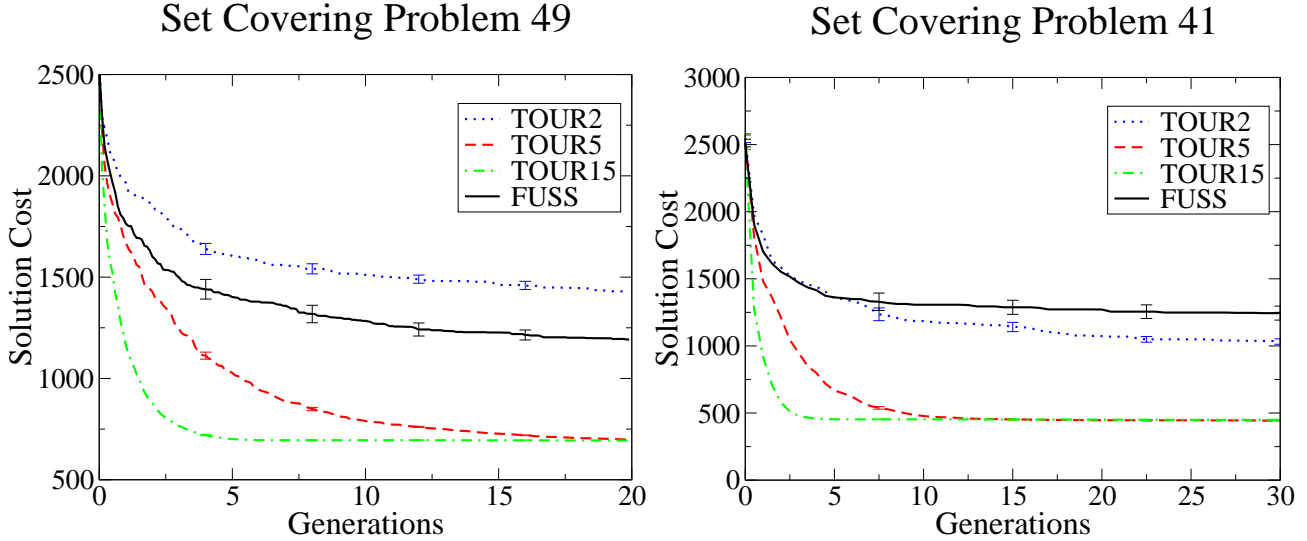 Set Covering Problem 49
2500
2000
1500
1000
500
0
5
10
15
20
Solution Cost
Generations
TOUR2
TOUR5
TOUR15
FUSS
Set Covering Problem 41
3000
2500
2000
1500
1000
500
0
0
5
10
15
20
25
30
Solution Cost
Generations
TOUR2
TOUR5
TOUR15
FUSS